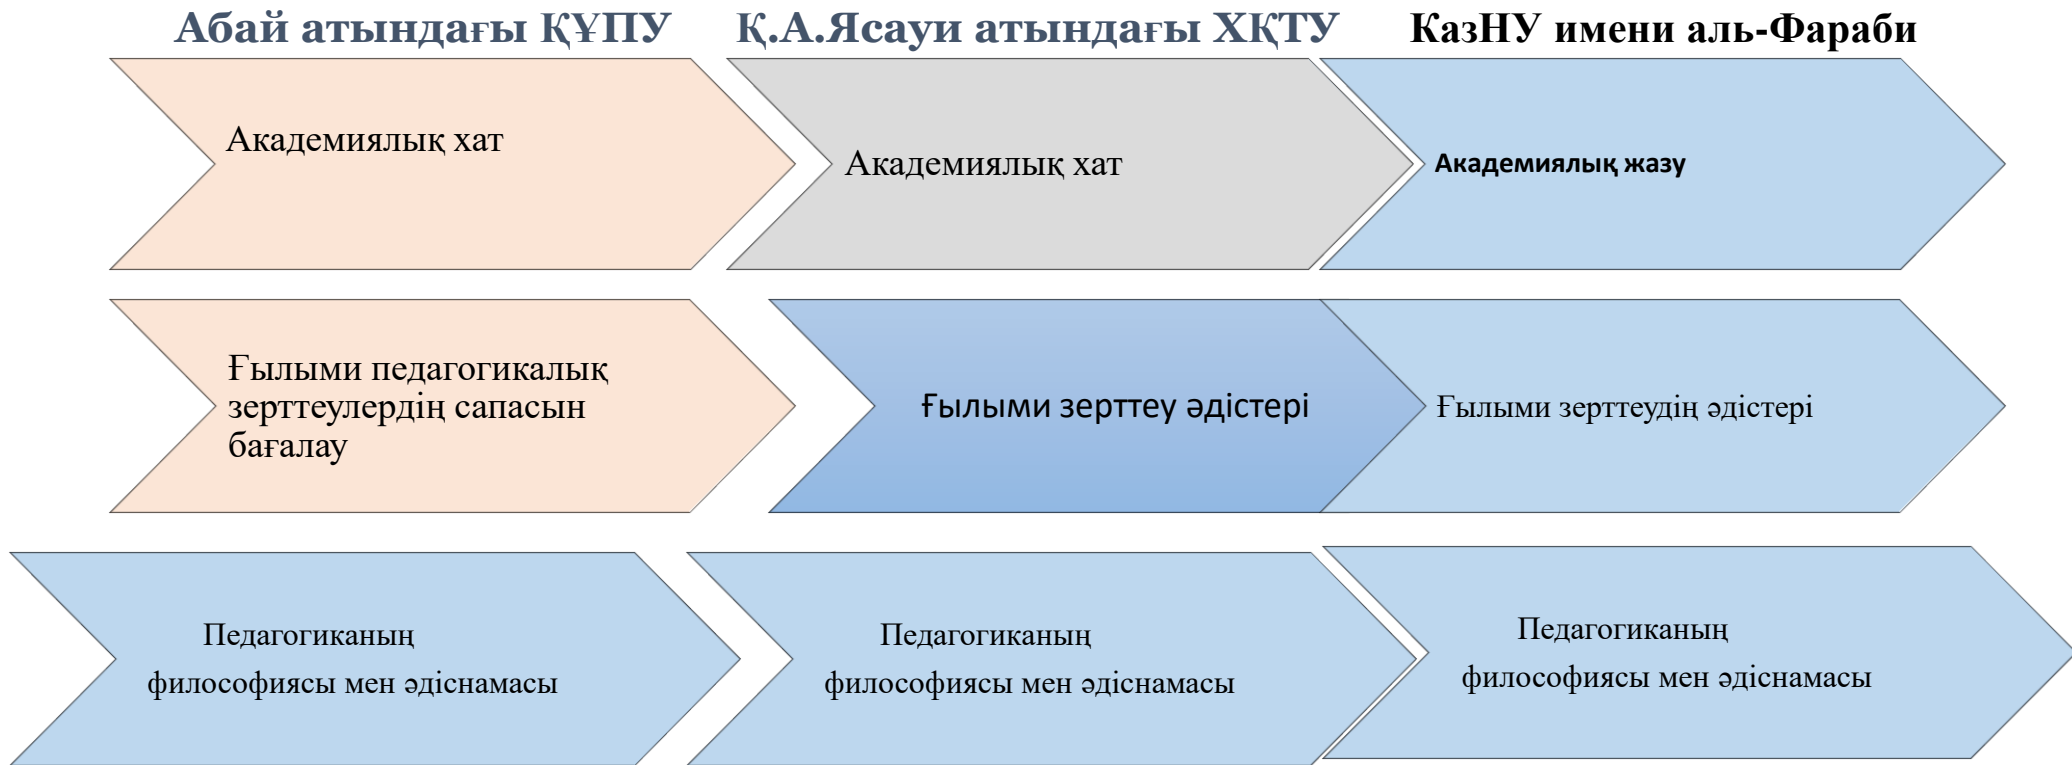 Абай атындағы ҚҰПУ
Қ.А.Ясауи атындағы ХҚТУ
КазНУ имени аль-Фараби
Академиялық хат
Академиялық хат
Академиялық жазу
Ғылыми педагогикалық
зерттеулердің сапасын
бағалау
Ғылыми зерттеу әдістері
Ғылыми зерттеудің әдістері
Педагогиканың
философиясы мен әдіснамасы
Педагогиканың
философиясы мен әдіснамасы
Педагогиканың
философиясы мен әдіснамасы